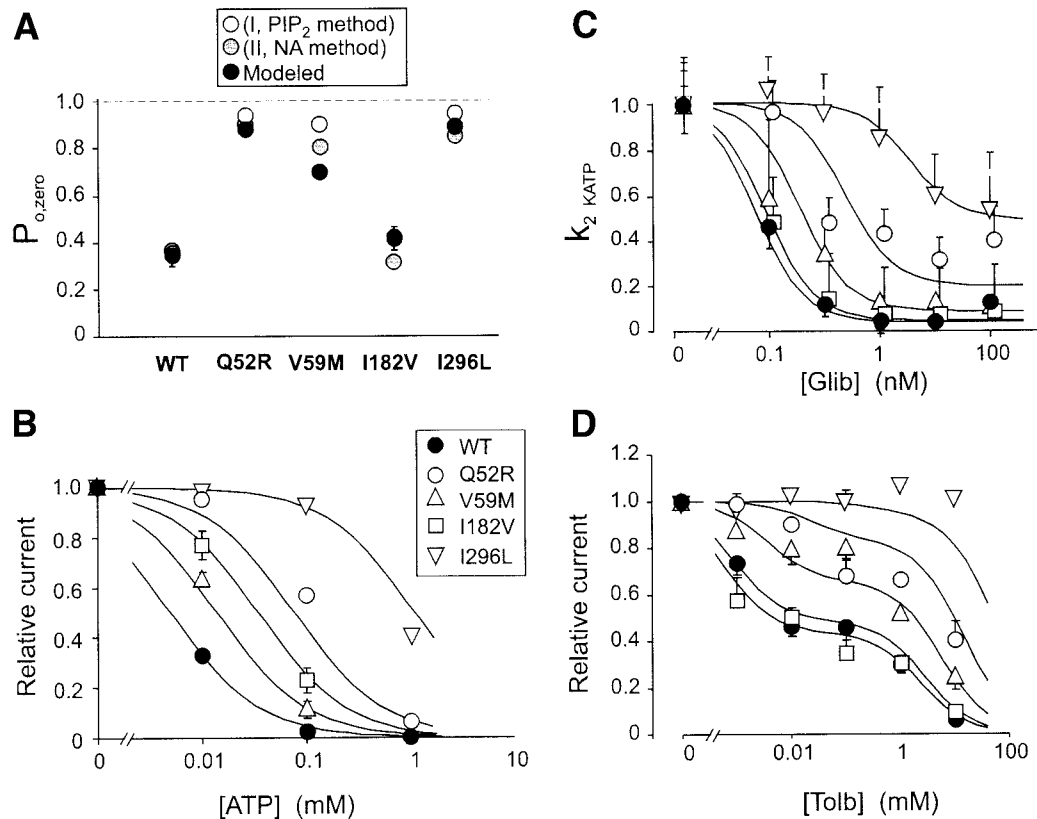 A
(I, PIP2 method)
(II, NA method)
Modeled
Po,zero
1.0
0.8
0.6
0.4
0.2
0
WT Q52R V59M I182V I296L
C
k2 KATP
1.0
0.8
0.6
0.4
0.2
0
0 0.1 1 100
[Glib] (nM)
B
WT
Q52R
V59M
I182V
I296L
Relative current
1.0
0.8
0.6
0.4
0.2
0
0 0.01 0.1 1 10
[ATP] (mM)
D
Relative current
1.2
1.0
0.8
0.6
0.4
0.2
0
0 0.01 1 100
[Tolb] (mM)